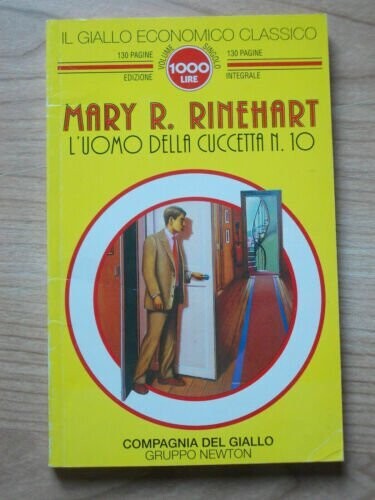 IL GIALLO ECONOMICO CLASSICO
130 PAGINE
VOLUME SINGOLO
130 PAGINE
1000
LIRE
EDIZIONE
INTEGRALE
MARY R. RINEHART
L'UOMO DELLA CUCCETTA N. 10
COMPAGNIA DEL GIALLO
GRUPPO NEWTON